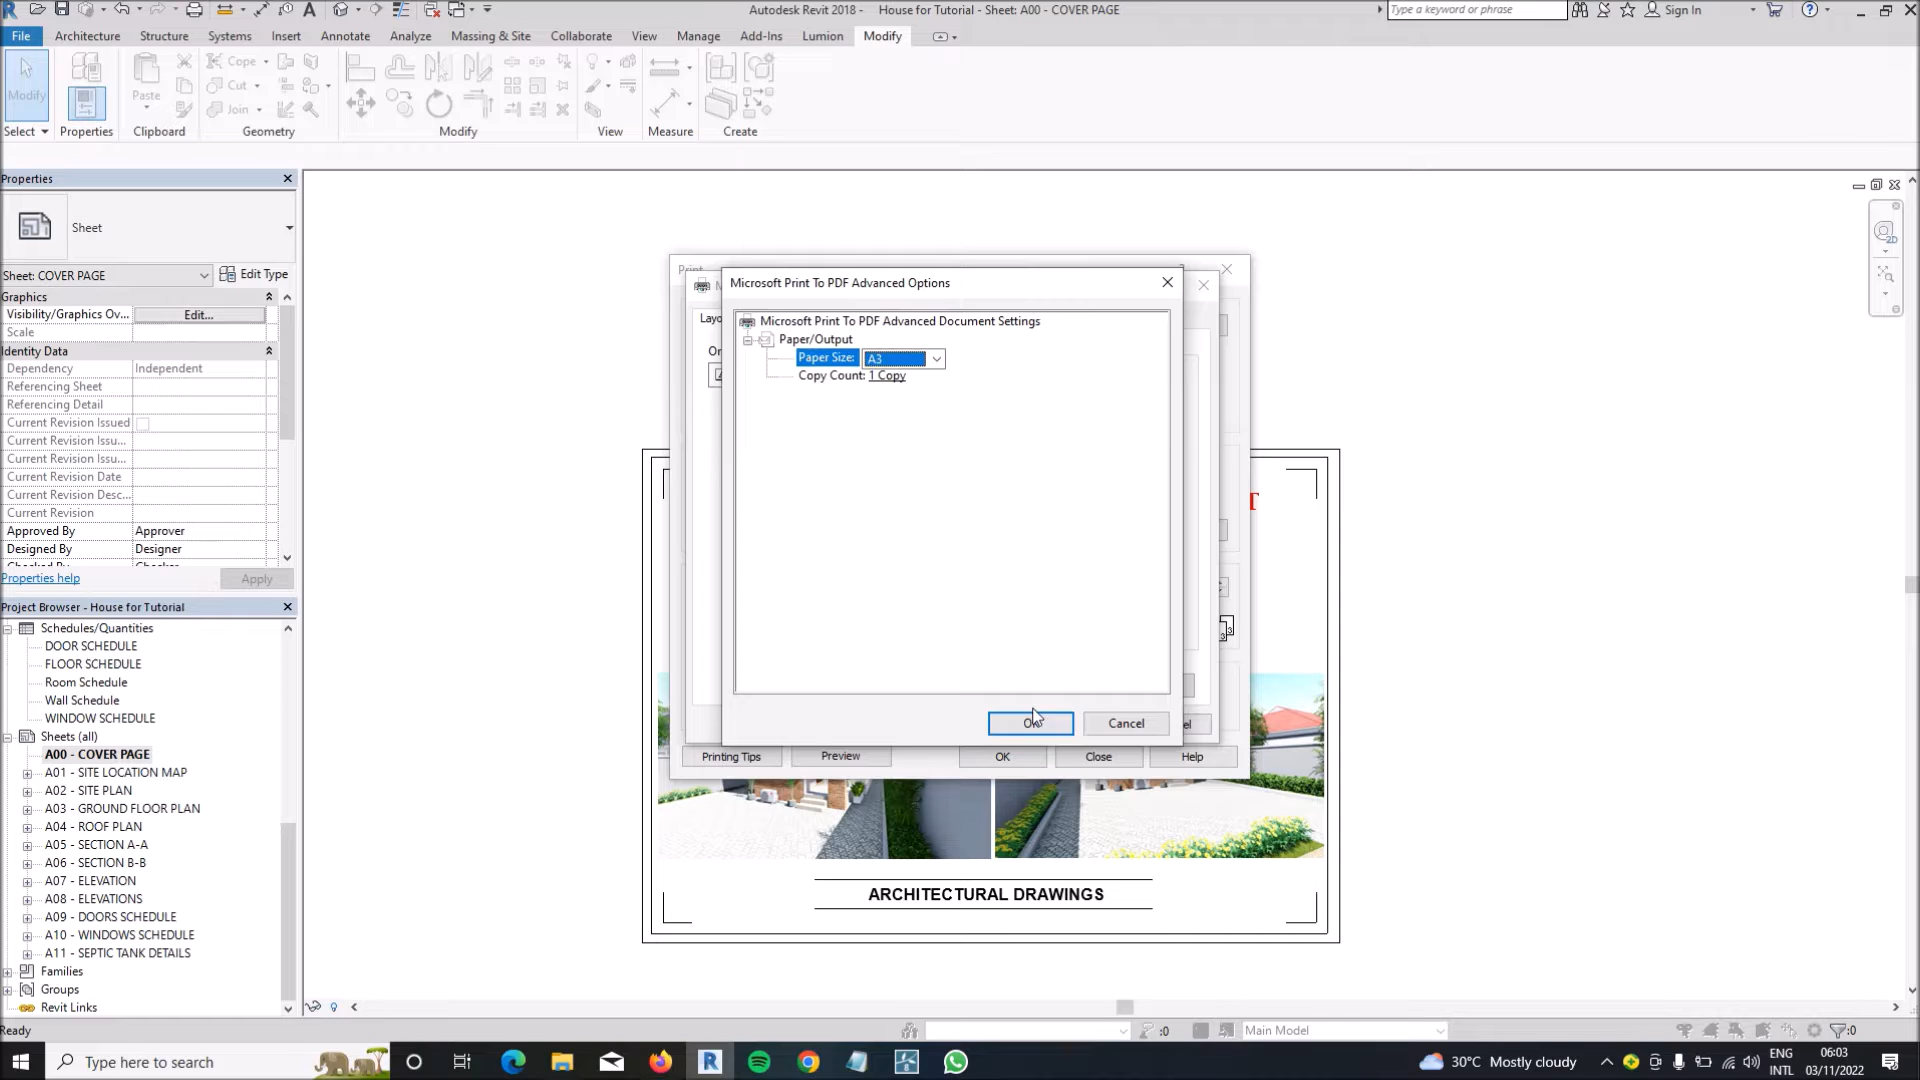 Autodesk Revit 2018 - House for Tutorial - Sheet: A00 - COVER PAGE
Type a keyword or phrase
Sign In
File Architecture Structure Systems Insert Annotate Analyze Massing & Site Collaborate View Manage Add-Ins Lumion Modify
Modify
Paste
Cope
Cut
Join
Select Properties Clipboard Geometry Modify View Measure Create
Properties
Sheet
Sheet: COVER PAGE Edit Type
Graphics
Visibility/Graphics Ov... Edit...
Scale
Identity Data
Dependency Independent
Referencing Sheet
Referencing Detail
Current Revision Issued
Current Revision Issu...
Current Revision Issu...
Current Revision Date
Current Revision Desc...
Current Revision
Approved By Approver
Designed By Designer
Properties help Apply
Project Browser - House for Tutorial
Schedules/Quantities
DOOR SCHEDULE
FLOOR SCHEDULE
Room Schedule
Wall Schedule
WINDOW SCHEDULE
Sheets (all)
A00 - COVER PAGE
A01 - SITE LOCATION MAP
A02 - SITE PLAN
A03 - GROUND FLOOR PLAN
A04 - ROOF PLAN
A05 - SECTION A-A
A06 - SECTION B-B
A07 - ELEVATION
A08 - ELEVATIONS
A09 - DOORS SCHEDULE
A10 - WINDOWS SCHEDULE
A11 - SEPTIC TANK DETAILS
Families
Groups
Revit Links
Microsoft Print To PDF Advanced Options
Microsoft Print To PDF Advanced Document Settings
Paper/Output
Paper Size: A3
Copy Count: 1 Copy
Cancel
Printing Tips Preview OK Close Help
ARCHITECTURAL DRAWINGS
Ready
:0
Main Model
:0
Type here to search
30°C Mostly cloudy
ENG
INTL
06:03
03/11/2022